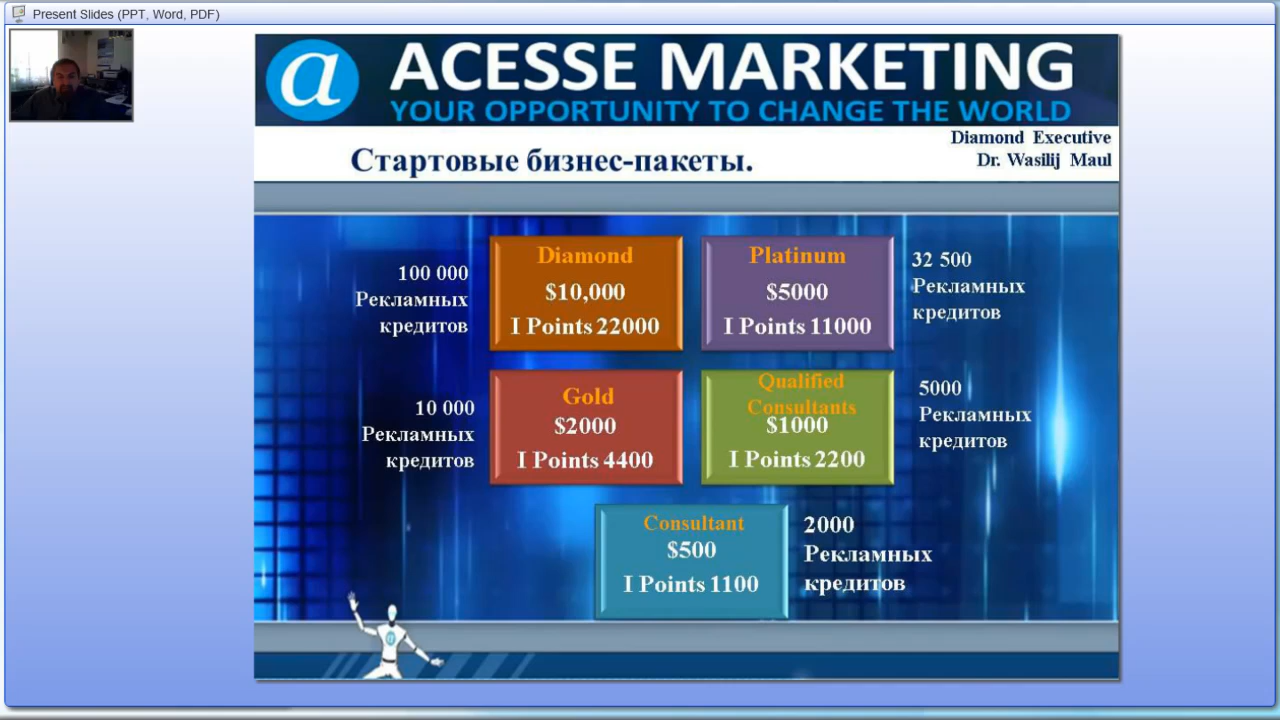 Present Slides (PPT, Word, PDF)
a ACESSE MARKETING
YOUR OPPORTUNITY TO CHANGE THE WORLD
Diamond Executive
Dr. Wasilij Maul
Стартовые бизнес-пакеты.
100 000
Рекламных
кредитов
Diamond
$10,000
I Points 22000
Platinum
$5000
I Points 11000
32 500
Рекламных
кредитов
10 000
Рекламных
кредитов
Gold
$2000
I Points 4400
Qualified
Consultants
$1000
I Points 2200
5000
Рекламных
кредитов
Consultant
$500
I Points 1100
2000
Рекламных
кредитов